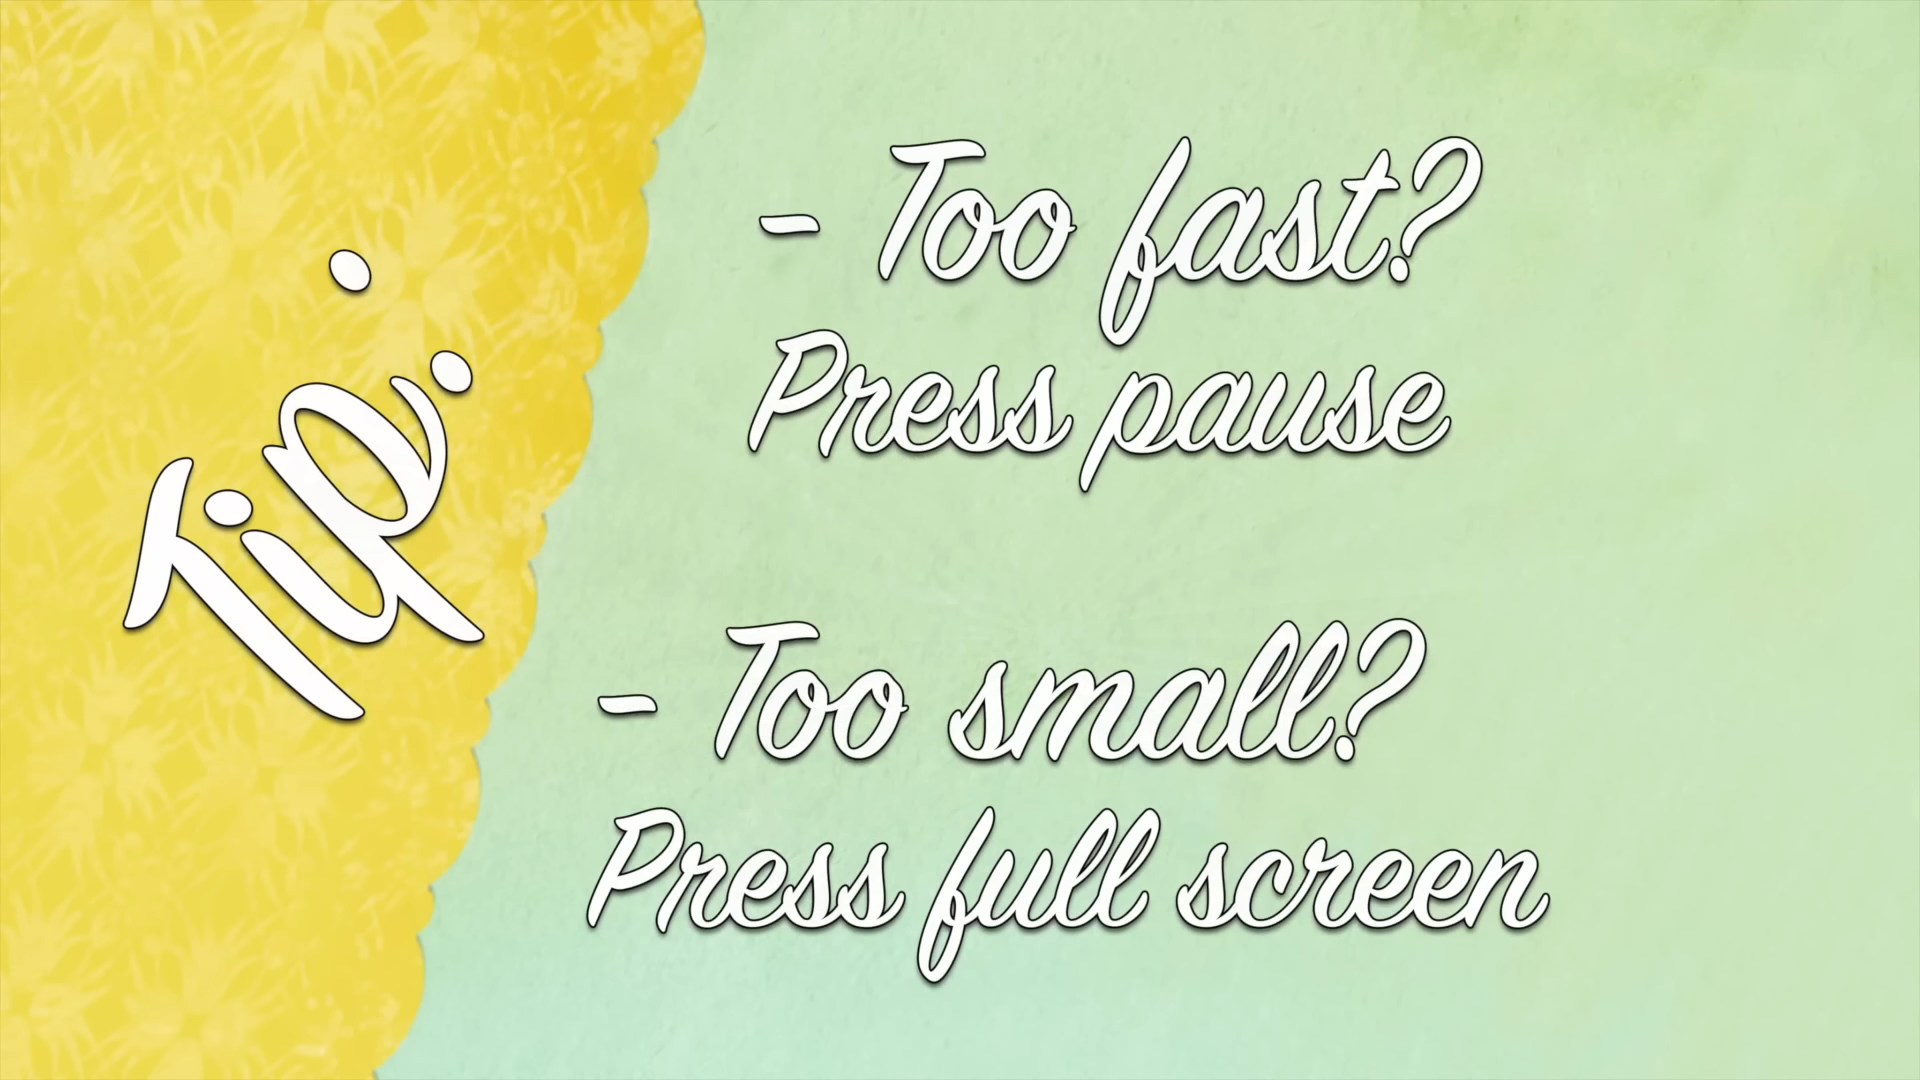 Tip:
- Too fast?
Press pause
- Too small?
Press full screen